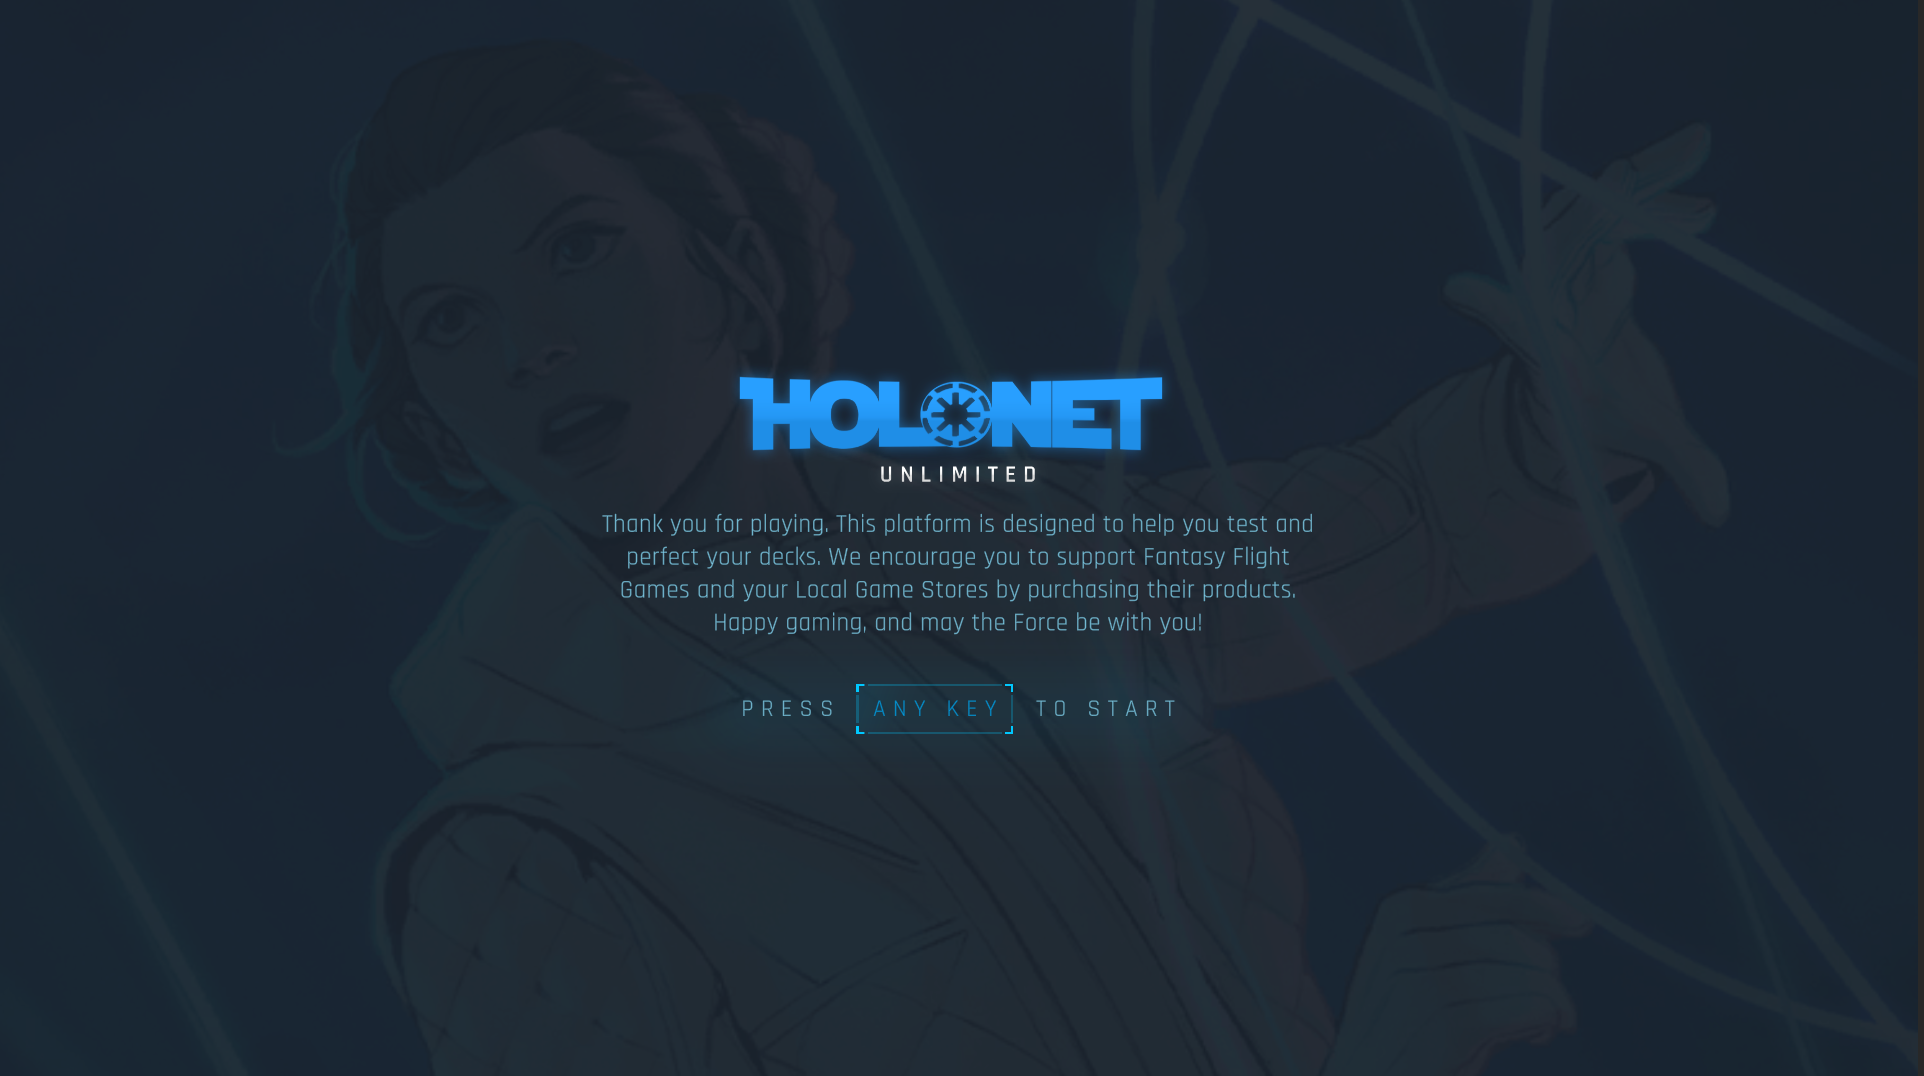 HOLONET
UNLIMITED
Thank you for playing. This platform is designed to help you test and
perfect your decks. We encourage you to support Fantasy Flight
Games and your Local Game Stores by purchasing their products.
Happy gaming, and may the Force be with you!
PRESS ANY KEY TO START